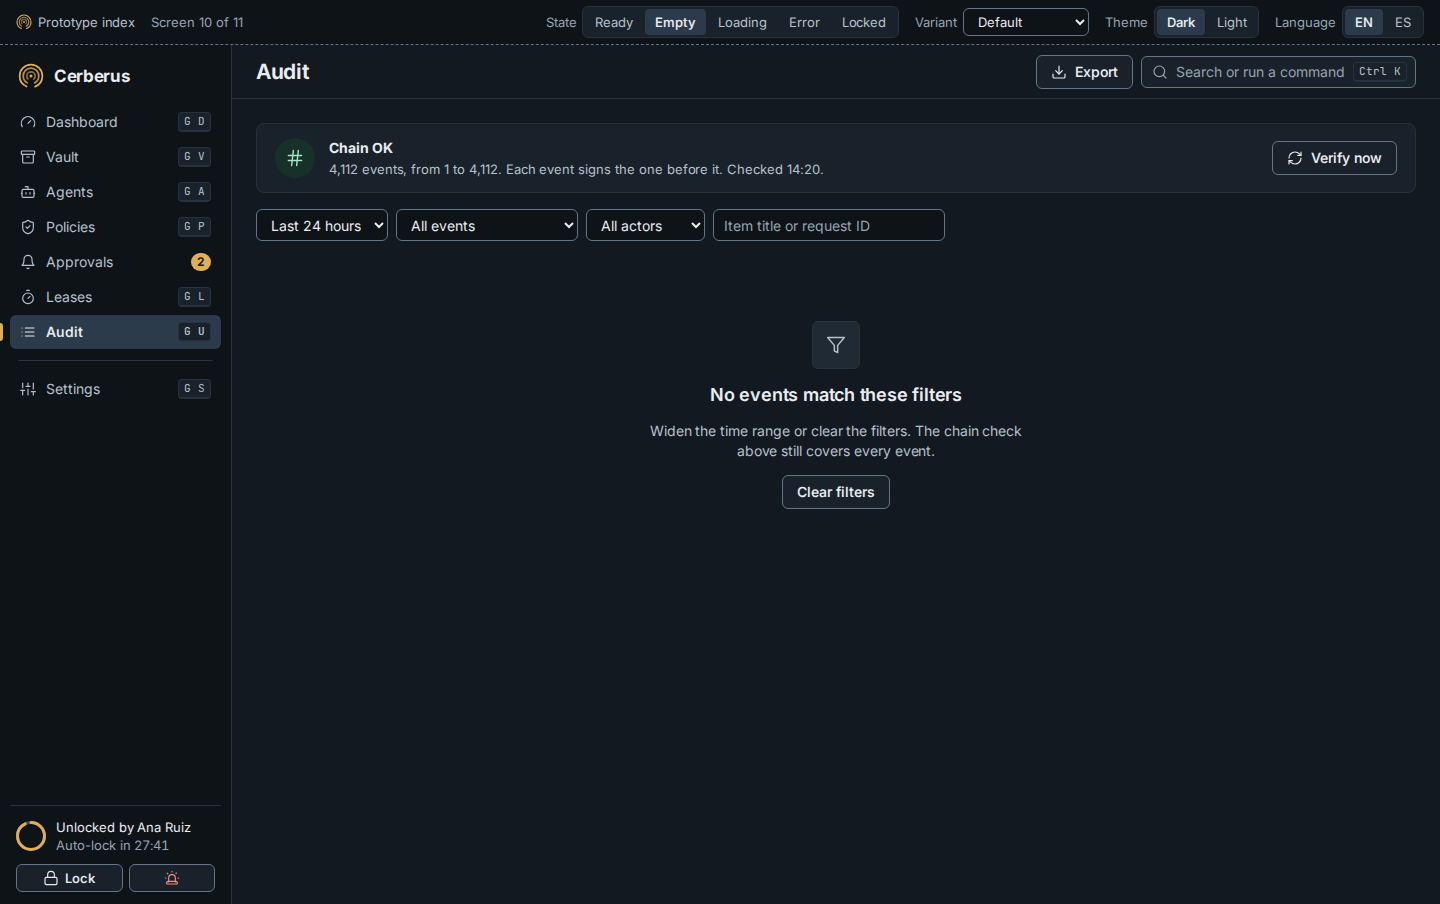 Prototype index
Screen 10 of 11
State
Ready
Empty
Loading
Error
Locked
Variant
Default
Theme
Dark
Light
Language
EN
ES
Cerberus
Dashboard
G D
Vault
G V
Agents
G A
Policies
G P
Approvals
2
Leases
G L
Audit
G U
Settings
G S
Unlocked by Ana Ruiz
Auto-lock in 27:41
Lock
Audit
Export
Search or run a command
Ctrl K
Chain OK
4,112 events, from 1 to 4,112. Each event signs the one before it. Checked 14:20.
Verify now
Last 24 hours
All events
All actors
Item title or request ID
No events match these filters
Widen the time range or clear the filters. The chain check
above still covers every event.
Clear filters